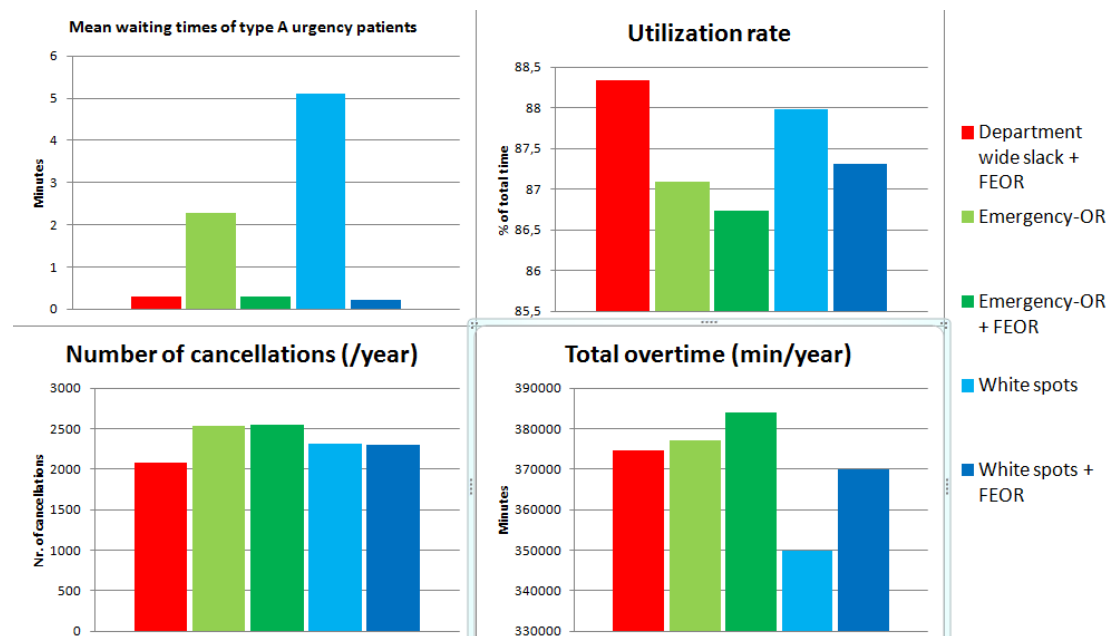 Mean waiting times of type A urgency patients
Minutes
6
5
4
3
2
1
0
Utilization rate
% of total time
88,5
88
87,5
87
86,5
86
85,5
Number of cancellations (/year)
Nr. of cancellations
3000
2500
2000
1500
1000
500
0
Total overtime (min/year)
Minutes
390000
380000
370000
360000
350000
340000
330000
Department
wide slack +
FEOR
Emergency-OR
Emergency-OR
+ FEOR
White spots
White spots +
FEOR